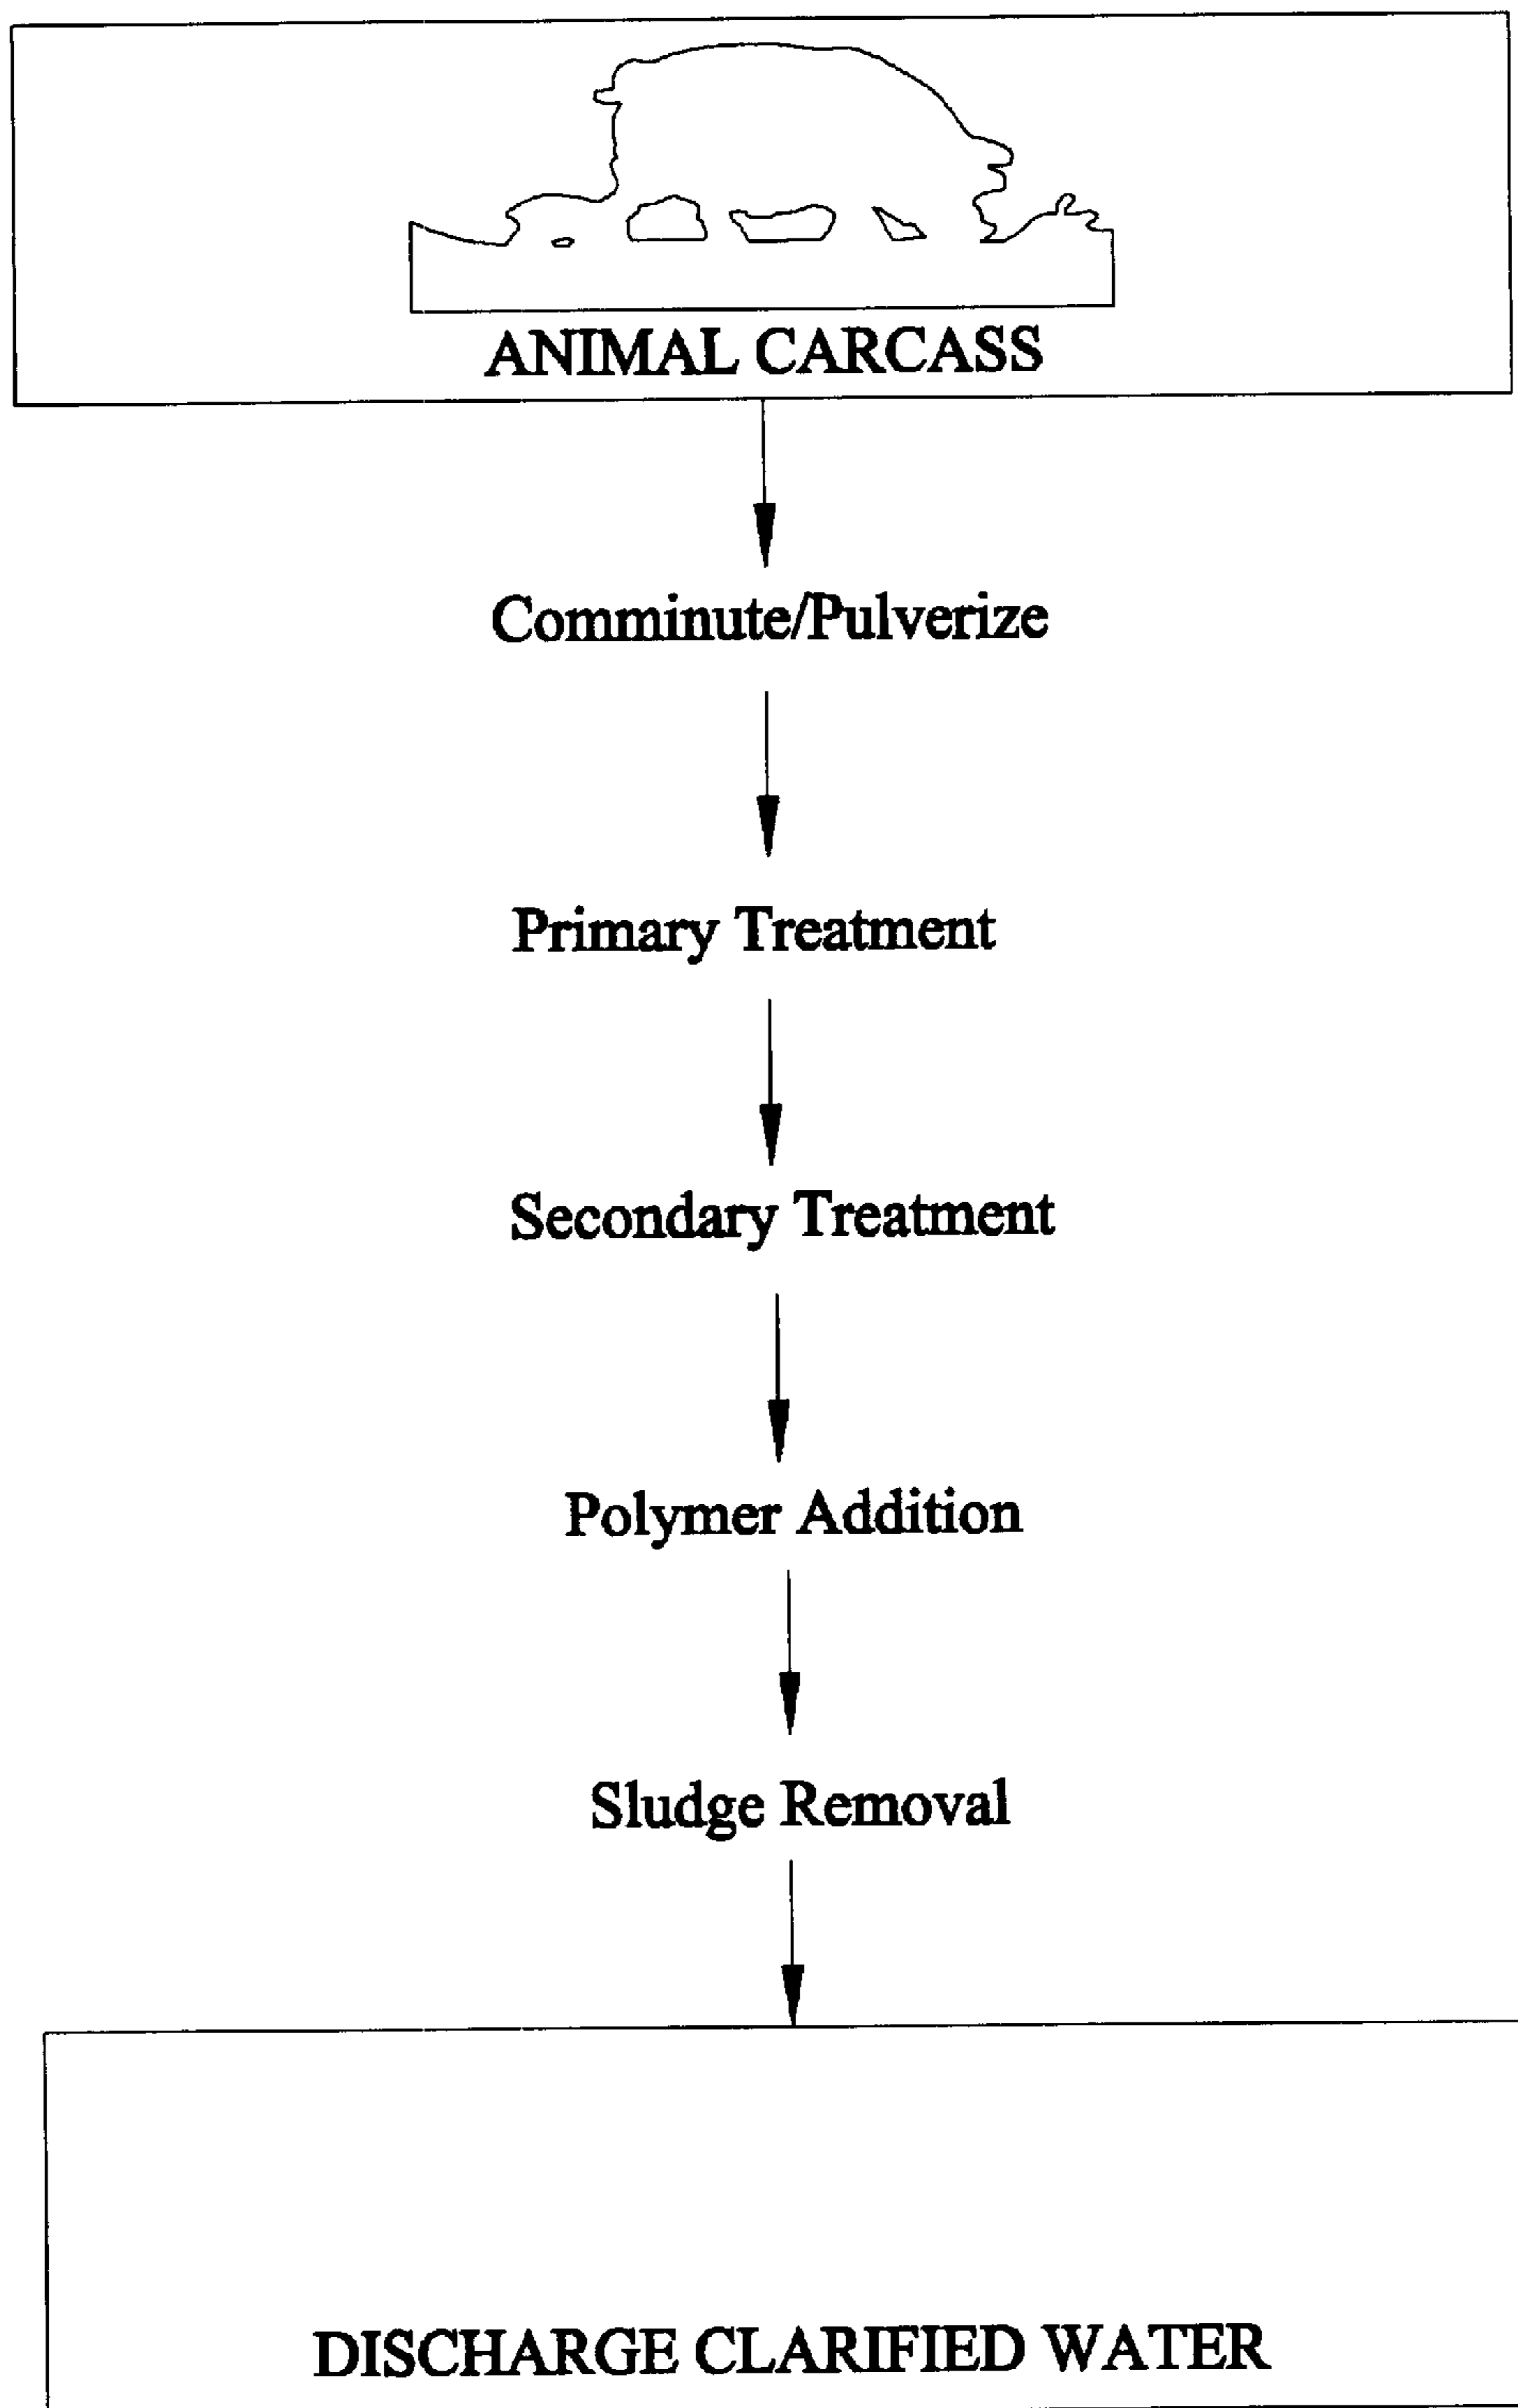 ANIMAL CARCASS
Comminute/Pulverize
Primary Treatment
Secondary Treatment
Polymer Addition
Sludge Removal
DISCHARGE CLARIFIED WATER